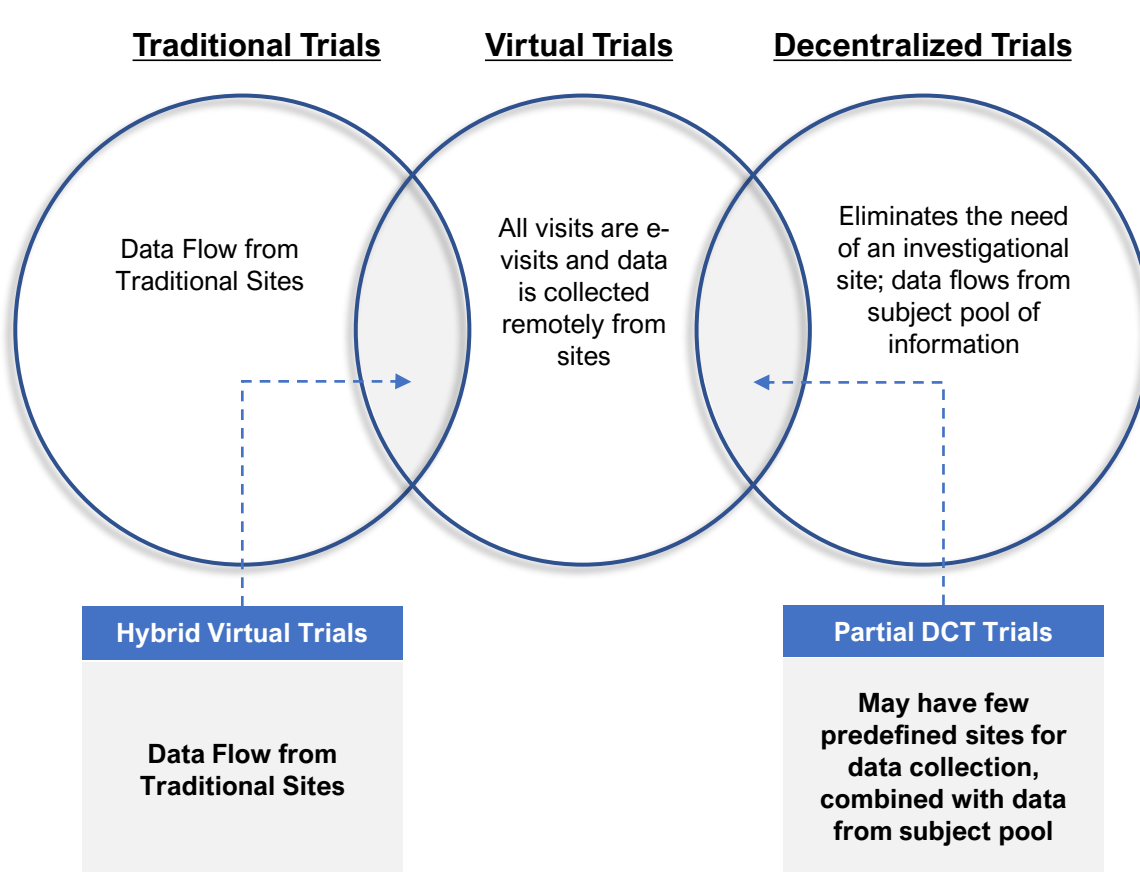 Traditional Trials
Virtual Trials
Decentralized Trials
Data Flow from
Traditional Sites
All visits are e-
visits and data
is collected
remotely from
sites
Eliminates the need
of an investigational
site; data flows from
subject pool of
information
Hybrid Virtual Trials
Data Flow from
Traditional Sites
Partial DCT Trials
May have few
predefined sites for
data collection,
combined with data
from subject pool